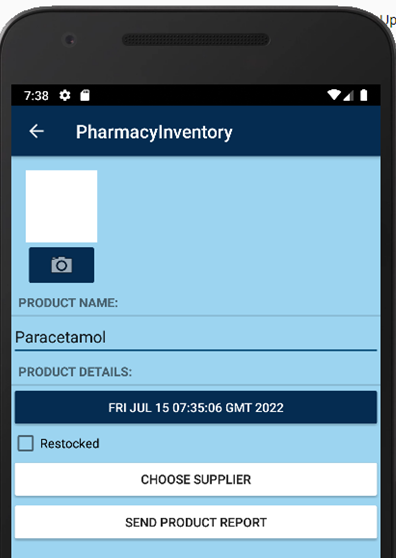 Up
7:38
PharmacyInventory
PRODUCT NAME:
Paracetamol
PRODUCT DETAILS:
FRI JUL 15 07:35:06 GMT 2022
Restocked
CHOOSE SUPPLIER
SEND PRODUCT REPORT